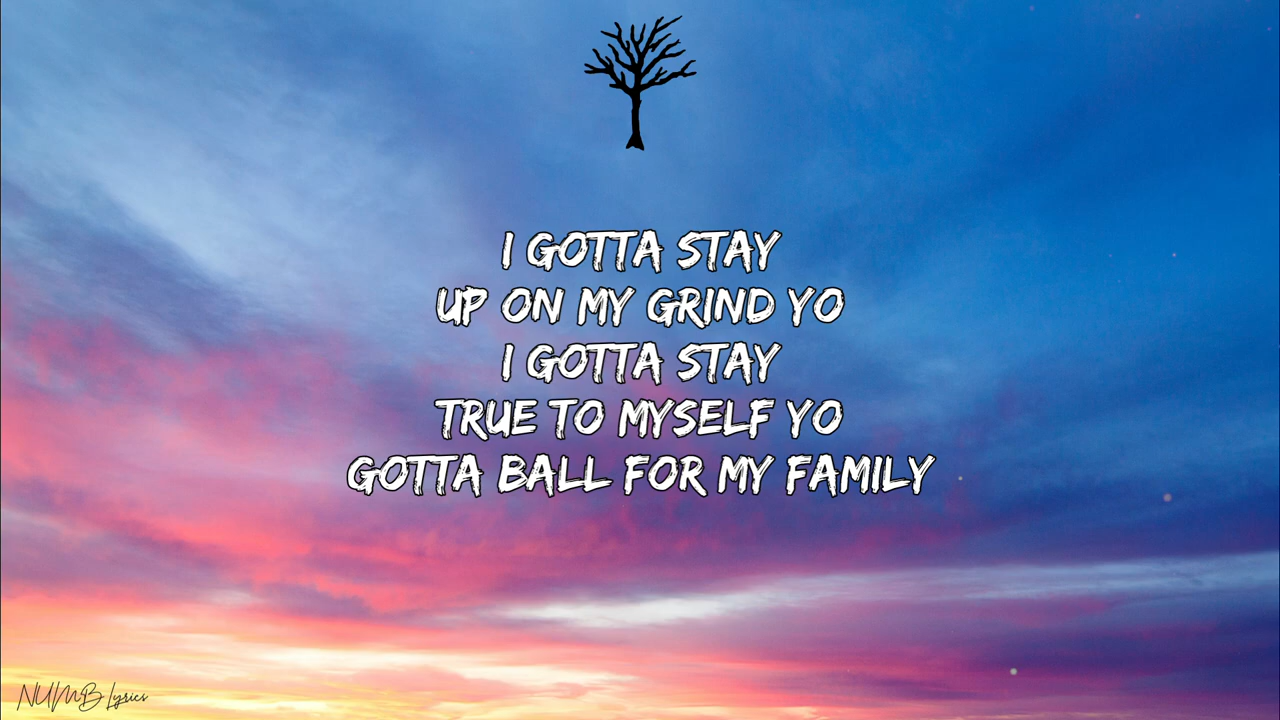 I GOTTA STAY
UP ON MY GRIND YO
I GOTTA STAY
TRUE TO MYSELF YO
GOTTA BALL FOR MY FAMILY
NUMB Lyrics